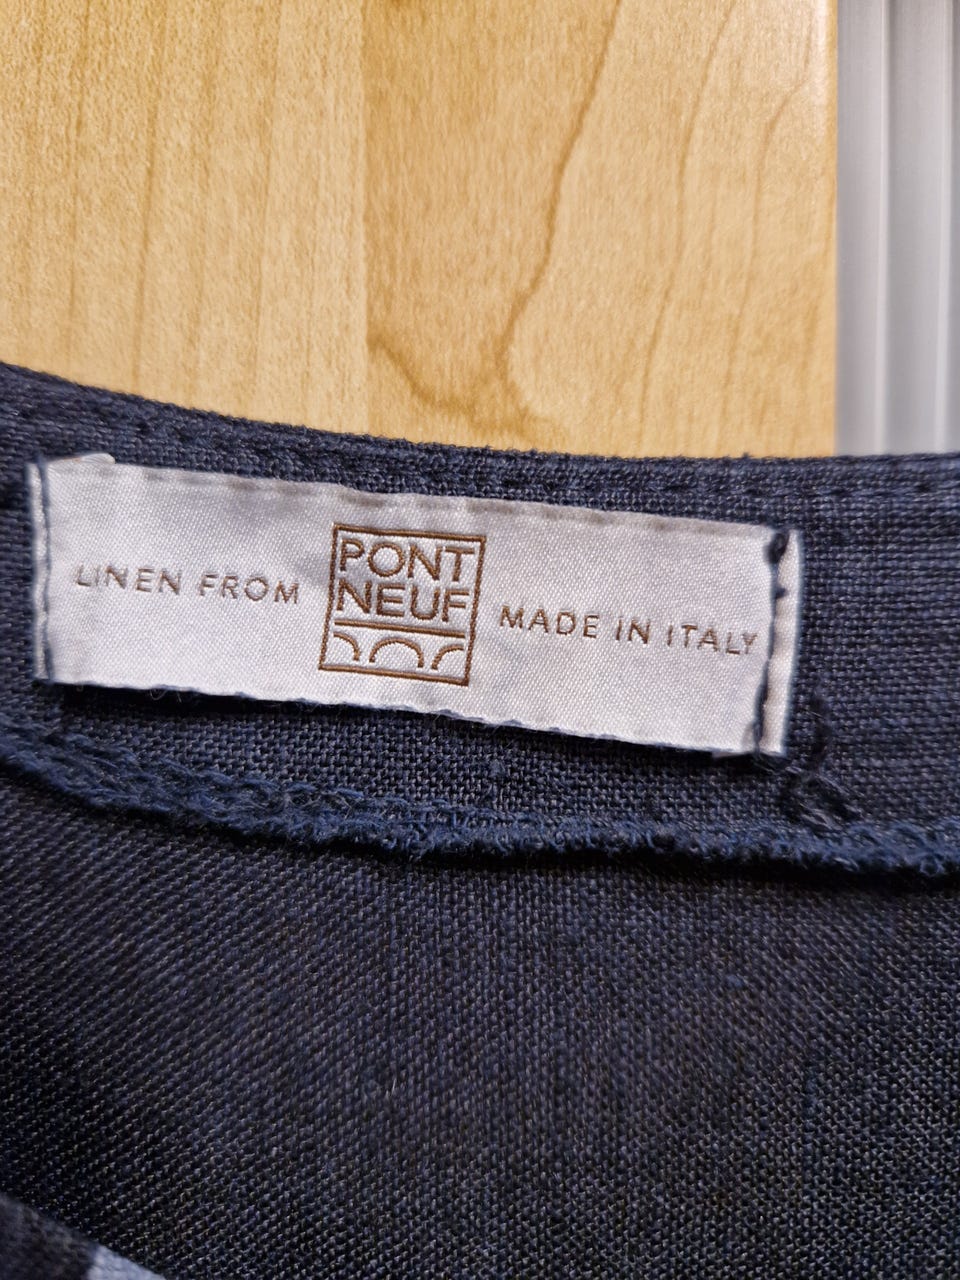 LINEN FROM
PONT
NEUF
MADE IN ITALY